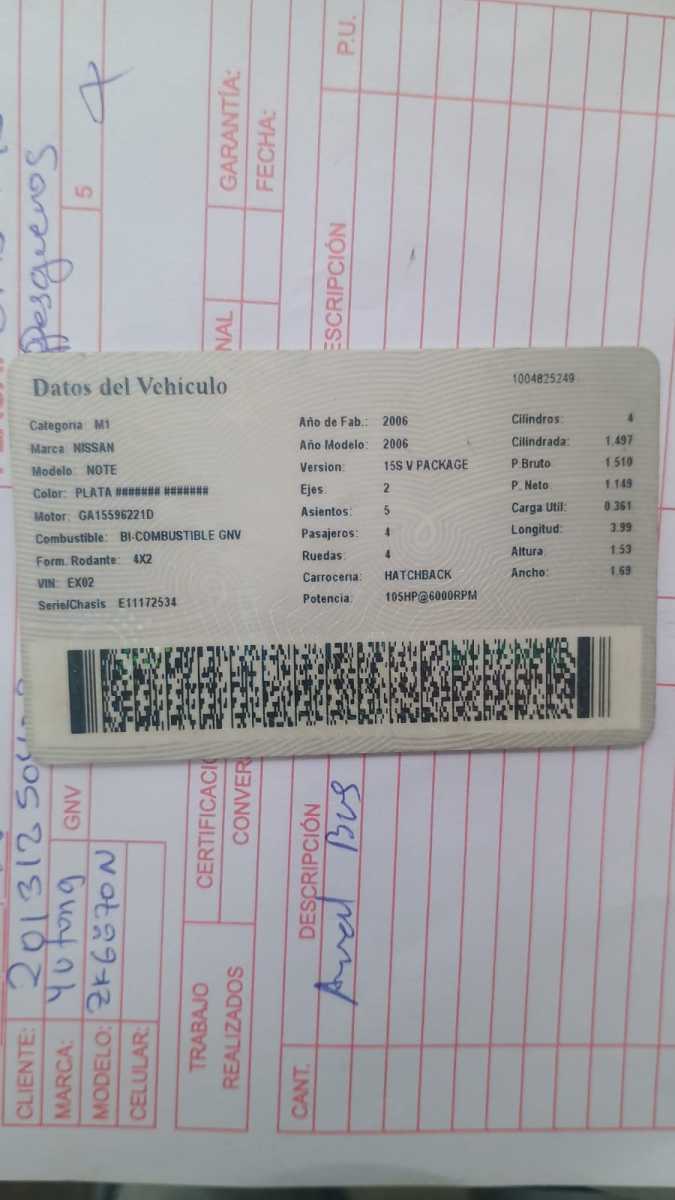 Datos del Vehiculo
1004825249
Categoria M1
Marca: NISSAN
Modelo: NOTE
Color: PLATA ####### #######
Motor: GA15596221D
Combustible: BI-COMBUSTIBLE GNV
Form. Rodante: 4X2
VIN: EX02
Serie/Chasis E11172534
Año de Fab.: 2006
Año Modelo: 2006
Version: 15S V PACKAGE
Ejes: 2
Asientos: 5
Pasajeros: 4
Ruedas: 4
Carroceria: HATCHBACK
Potencia: 105HP@6000RPM
Cilindros: 4
Cilindrada: 1.497
P.Bruto 1.510
P. Neto 1.149
Carga Util: 0.361
Longitud: 3.99
Altura: 1.53
Ancho: 1.69
CLIENTE:
MARCA: Yutong GNV 5
MODELO: ZK6870N
CELULAR:
TRABAJO
REALIZADOS
CERTIFICACI
CONVER
NAL
GARANTÍA:
FECHA:
CANT. DESCRIPCIÓN
ESCRIPCIÓN P.U.